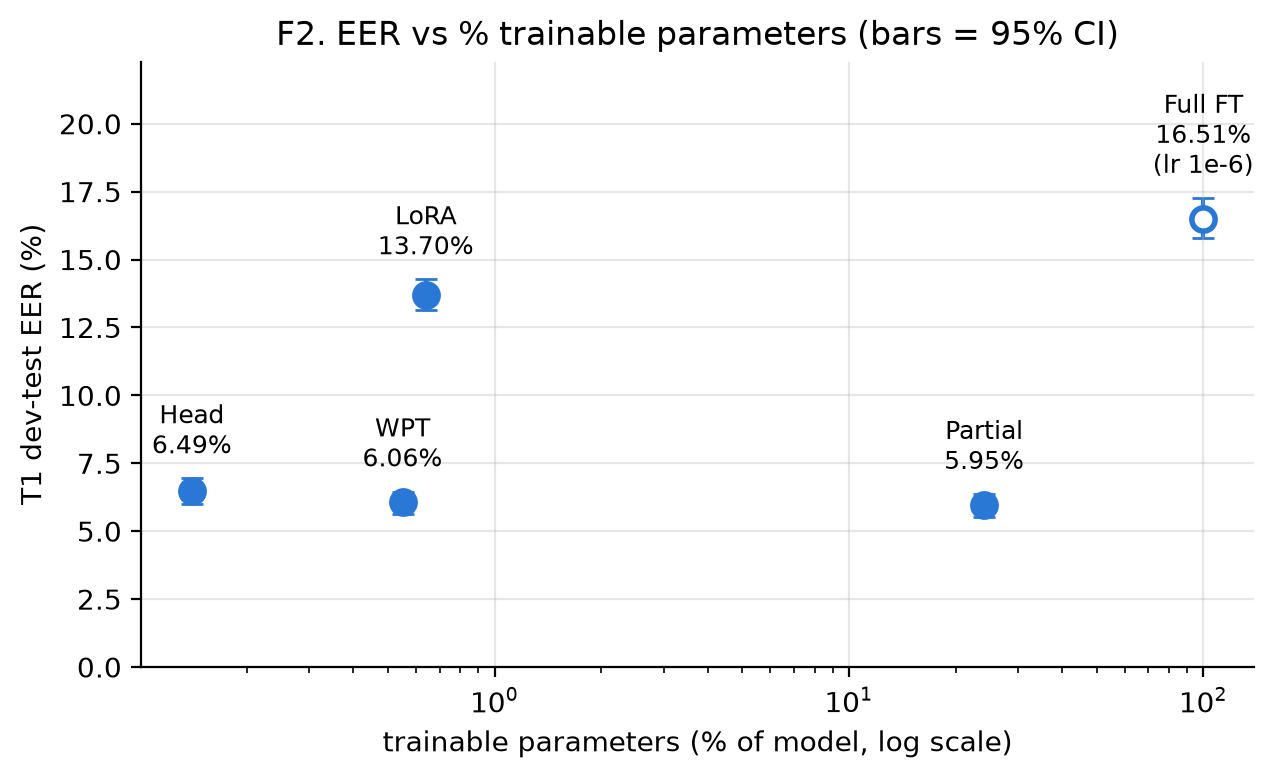 F2. EER vs % trainable parameters (bars = 95% CI)
T1 dev-test EER (%)
20.0
17.5
15.0
12.5
10.0
7.5
5.0
2.5
0.0
Full FT
16.51%
(lr 1e-6)
LoRA
13.70%
Head
6.49%
WPT
6.06%
Partial
5.95%
10⁰
10¹
10²
trainable parameters (% of model, log scale)